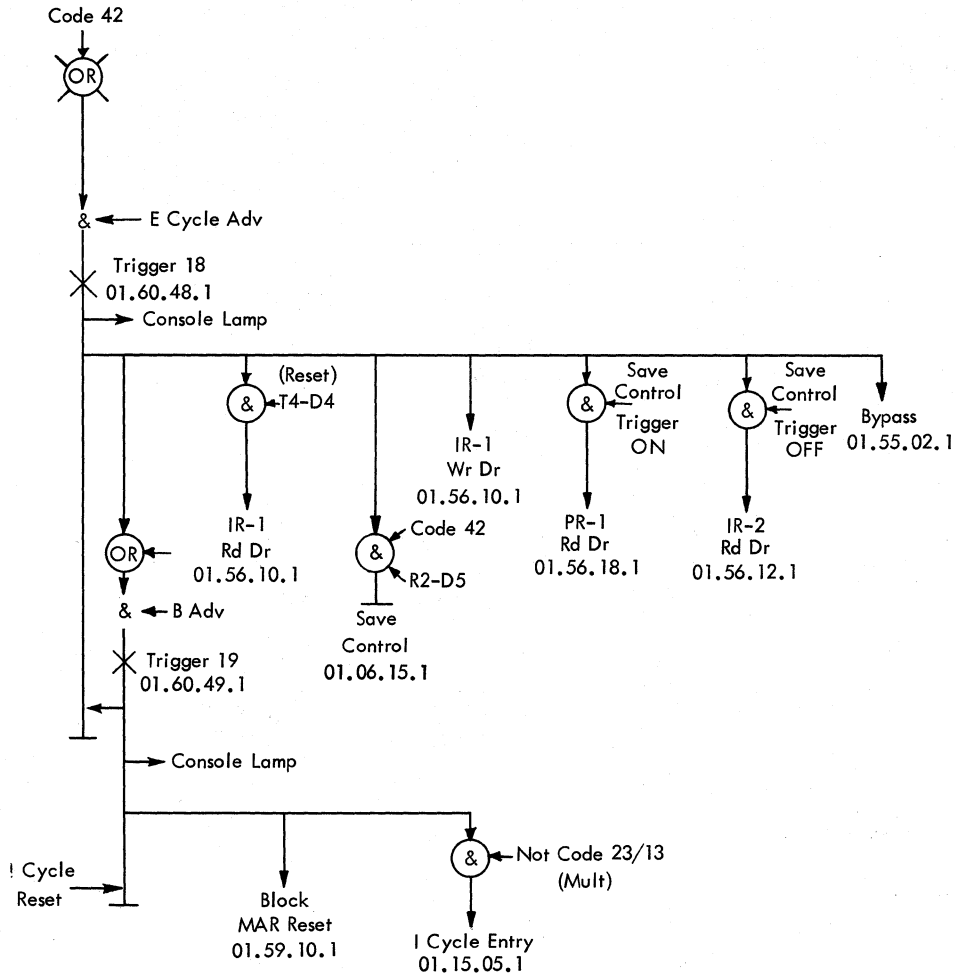 Code 42
OR
& E Cycle Adv
Trigger 18
01.60.48.1
Console Lamp
(Reset)
& T4-D4
IR-1
Rd Dr
01.56.10.1
OR
& B Adv
Trigger 19
01.60.49.1
Code 42
&
R2-D5
Save
Control
01.06.15.1
IR-1
Wr Dr
01.56.10.1
Save
Control
&
Trigger
ON
PR-1
Rd Dr
01.56.18.1
Save
Control
&
Trigger
OFF
IR-2
Rd Dr
01.56.12.1
Bypass
01.55.02.1
Console Lamp
I Cycle
Reset
Block
MAR Reset
01.59.10.1
& Not Code 23/13
(Mult)
I Cycle Entry
01.15.05.1